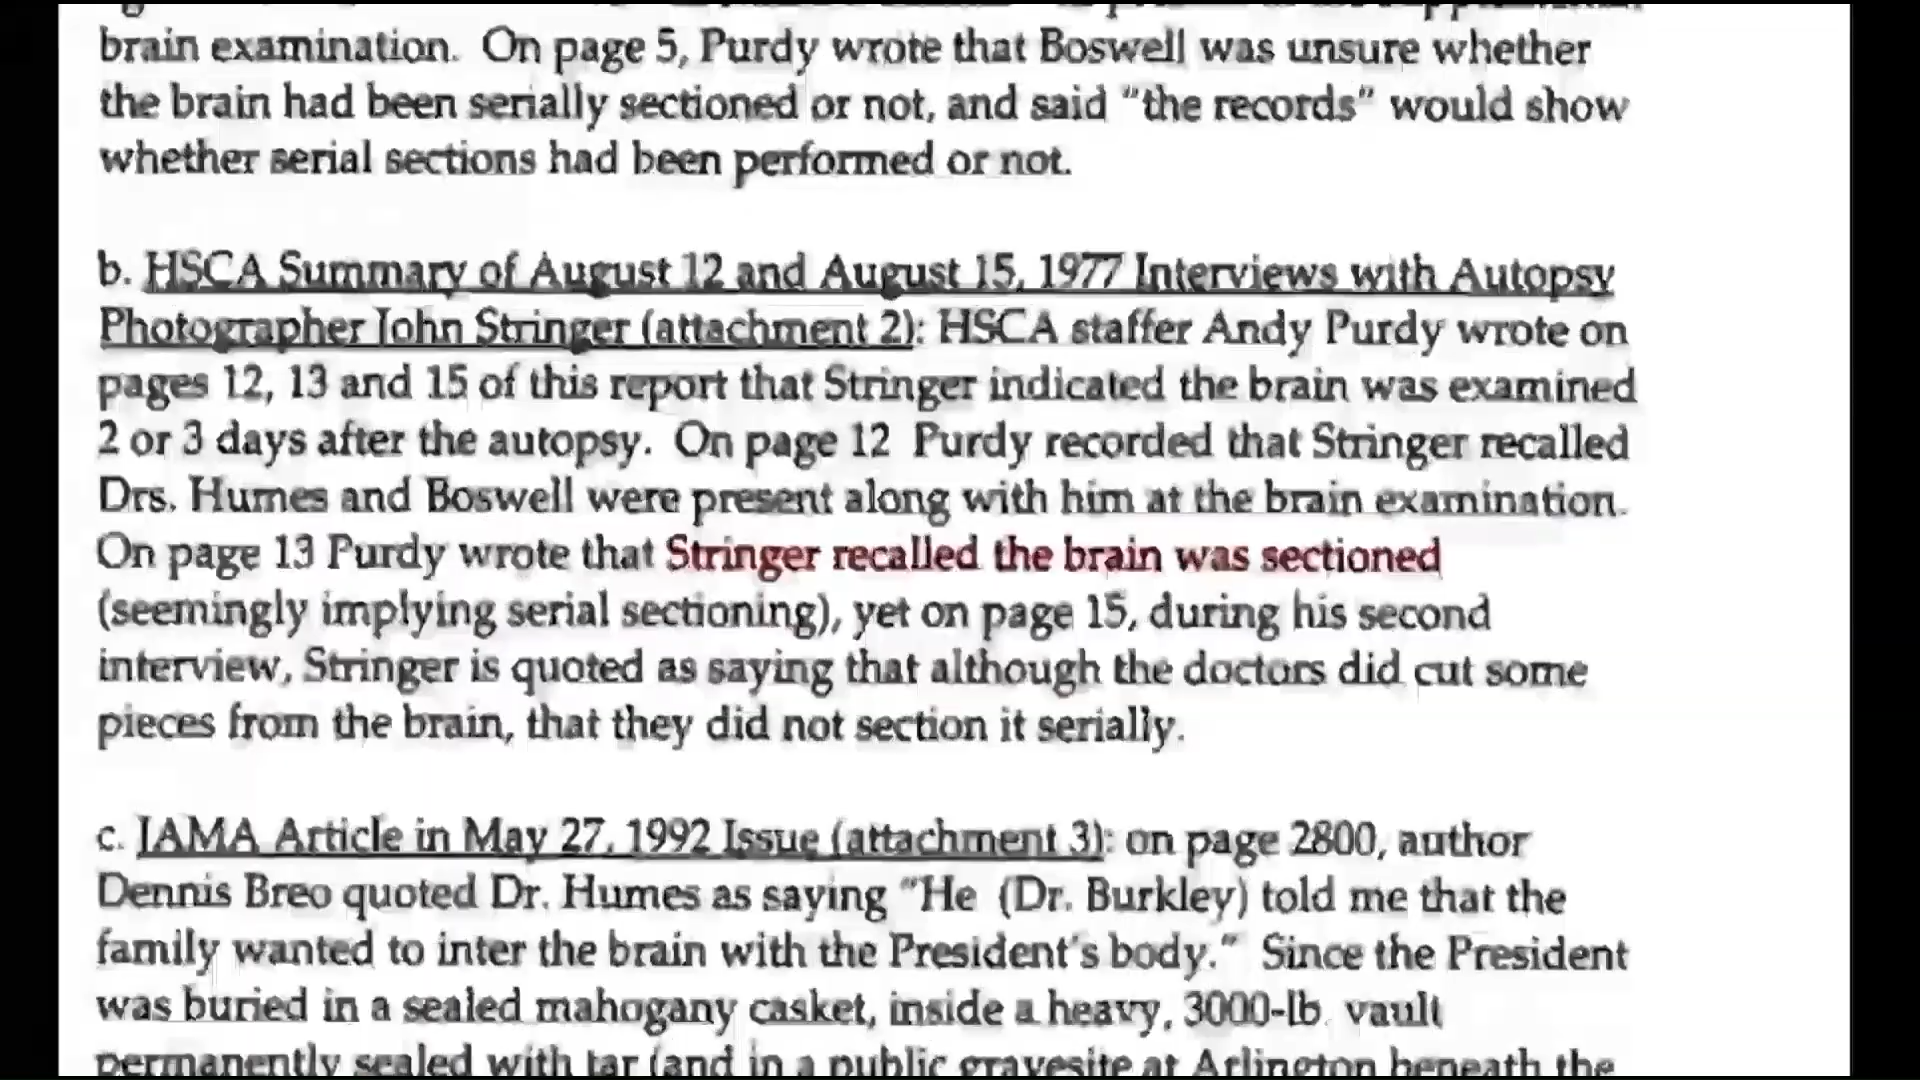 brain examination. On page 5, Purdy wrote that Boswell was unsure whether
the brain had been serially sectioned or not, and said "the records" would show
whether serial sections had been performed or not.
b. HSCA Summary of August 12 and August 15, 1977 Interviews with Autopsy
Photographer John Stringer (attachment 2): HSCA staffer Andy Purdy wrote on
pages 12, 13 and 15 of this report that Stringer indicated the brain was examined
2 or 3 days after the autopsy. On page 12 Purdy recorded that Stringer recalled
Drs. Humes and Boswell were present along with him at the brain examination.
On page 13 Purdy wrote that Stringer recalled the brain was sectioned
(seemingly implying serial sectioning), yet on page 15, during his second
interview, Stringer is quoted as saying that although the doctors did cut some
pieces from the brain, that they did not section it serially.
c. JAMA Article in May 27, 1992 Issue (attachment 3): on page 2800, author
Dennis Breo quoted Dr. Humes as saying "He (Dr. Burkley) told me that the
family wanted to inter the brain with the President's body." Since the President
was buried in a sealed mahogany casket, inside a heavy, 3000-lb. vault
permanently sealed with tar (and in a public gravesite at Arlington beneath the